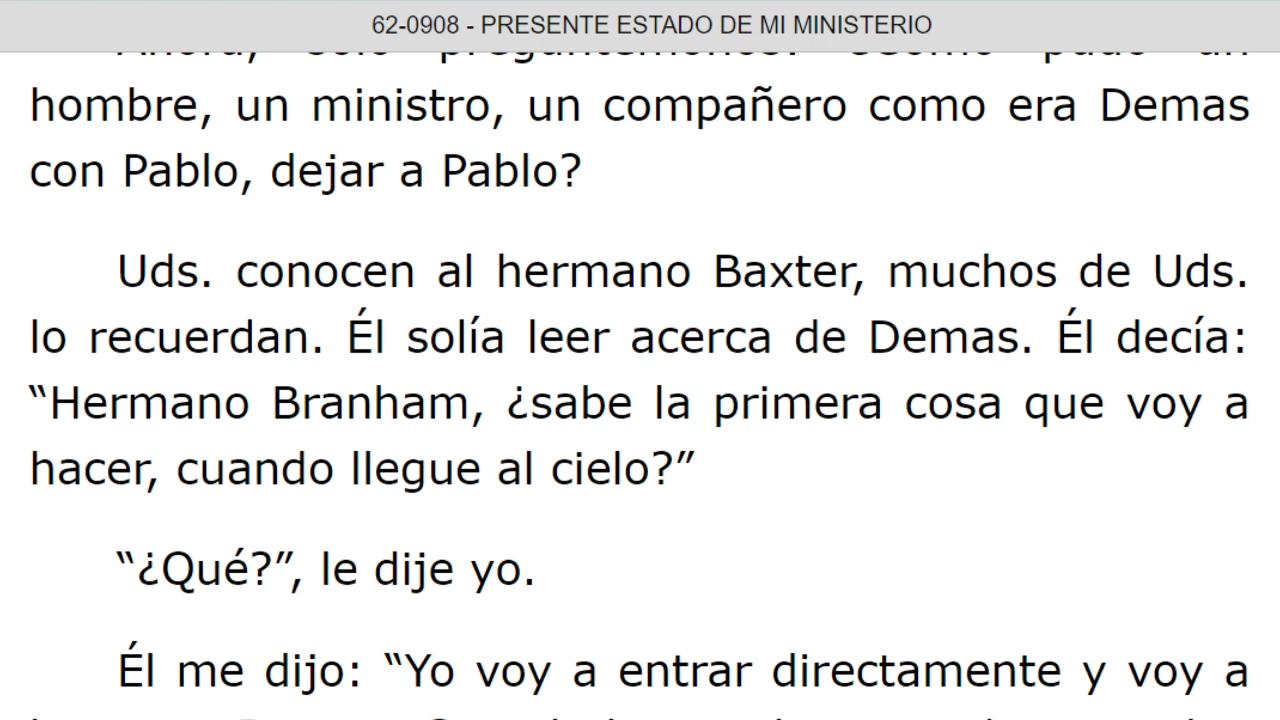 62-0908 - PRESENTE ESTADO DE MI MINISTERIO
hombre, un ministro, un compañero como era Demas
con Pablo, dejar a Pablo?
Uds. conocen al hermano Baxter, muchos de Uds.
lo recuerdan. Él solía leer acerca de Demas. Él decía:
“Hermano Branham, ¿sabe la primera cosa que voy a
hacer, cuando llegue al cielo?”
“¿Qué?”, le dije yo.
Él me dijo: “Yo voy a entrar directamente y voy a